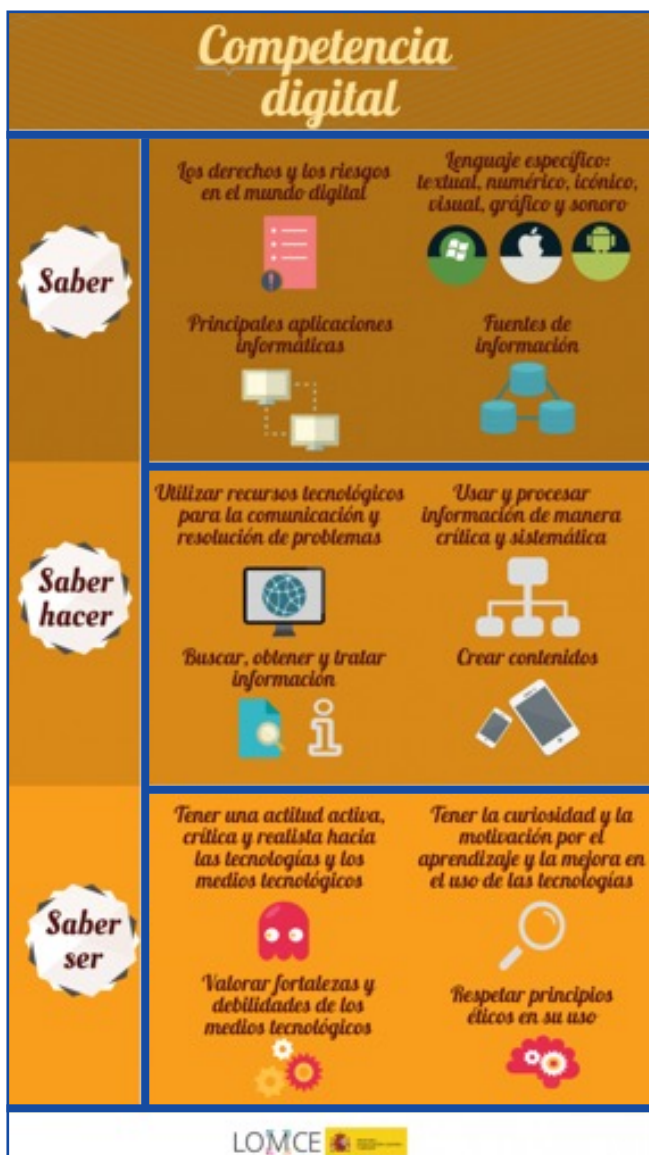 Competencia
digital
Saber
Los derechos y los riesgos
en el mundo digital
Lenguaje específico:
textual, numérico, icónico,
visual, gráfico y sonoro
Principales aplicaciones
informáticas
Fuentes de
información
Saber
hacer
Utilizar recursos tecnológicos
para la comunicación y
resolución de problemas
Usar y procesar
información de manera
crítica y sistemática
Buscar, obtener y tratar
información
Crear contenidos
Saber
ser
Tener una actitud activa,
crítica y realista hacia
las tecnologías y los
medios tecnológicos
Tener la curiosidad y la
motivación por el
aprendizaje y la mejora en
el uso de las tecnologías
Valorar fortalezas y
debilidades de los
medios tecnológicos
Respetar principios
éticos en su uso
LOMCE